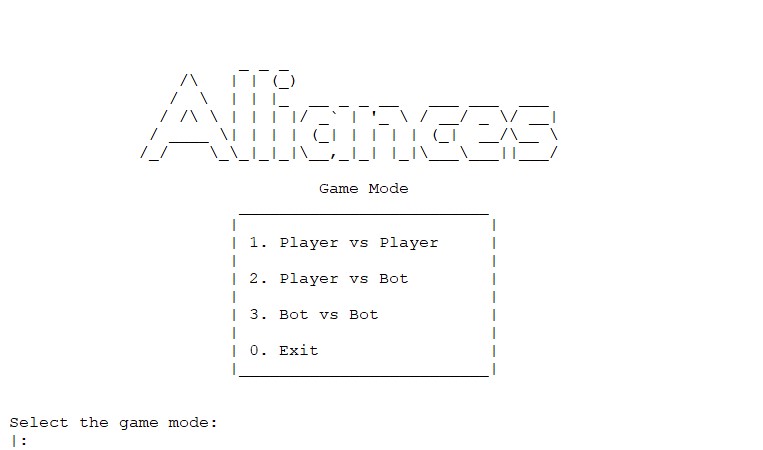 Alliances
Game Mode
1. Player vs Player
2. Player vs Bot
3. Bot vs Bot
0. Exit
Select the game mode:
|: